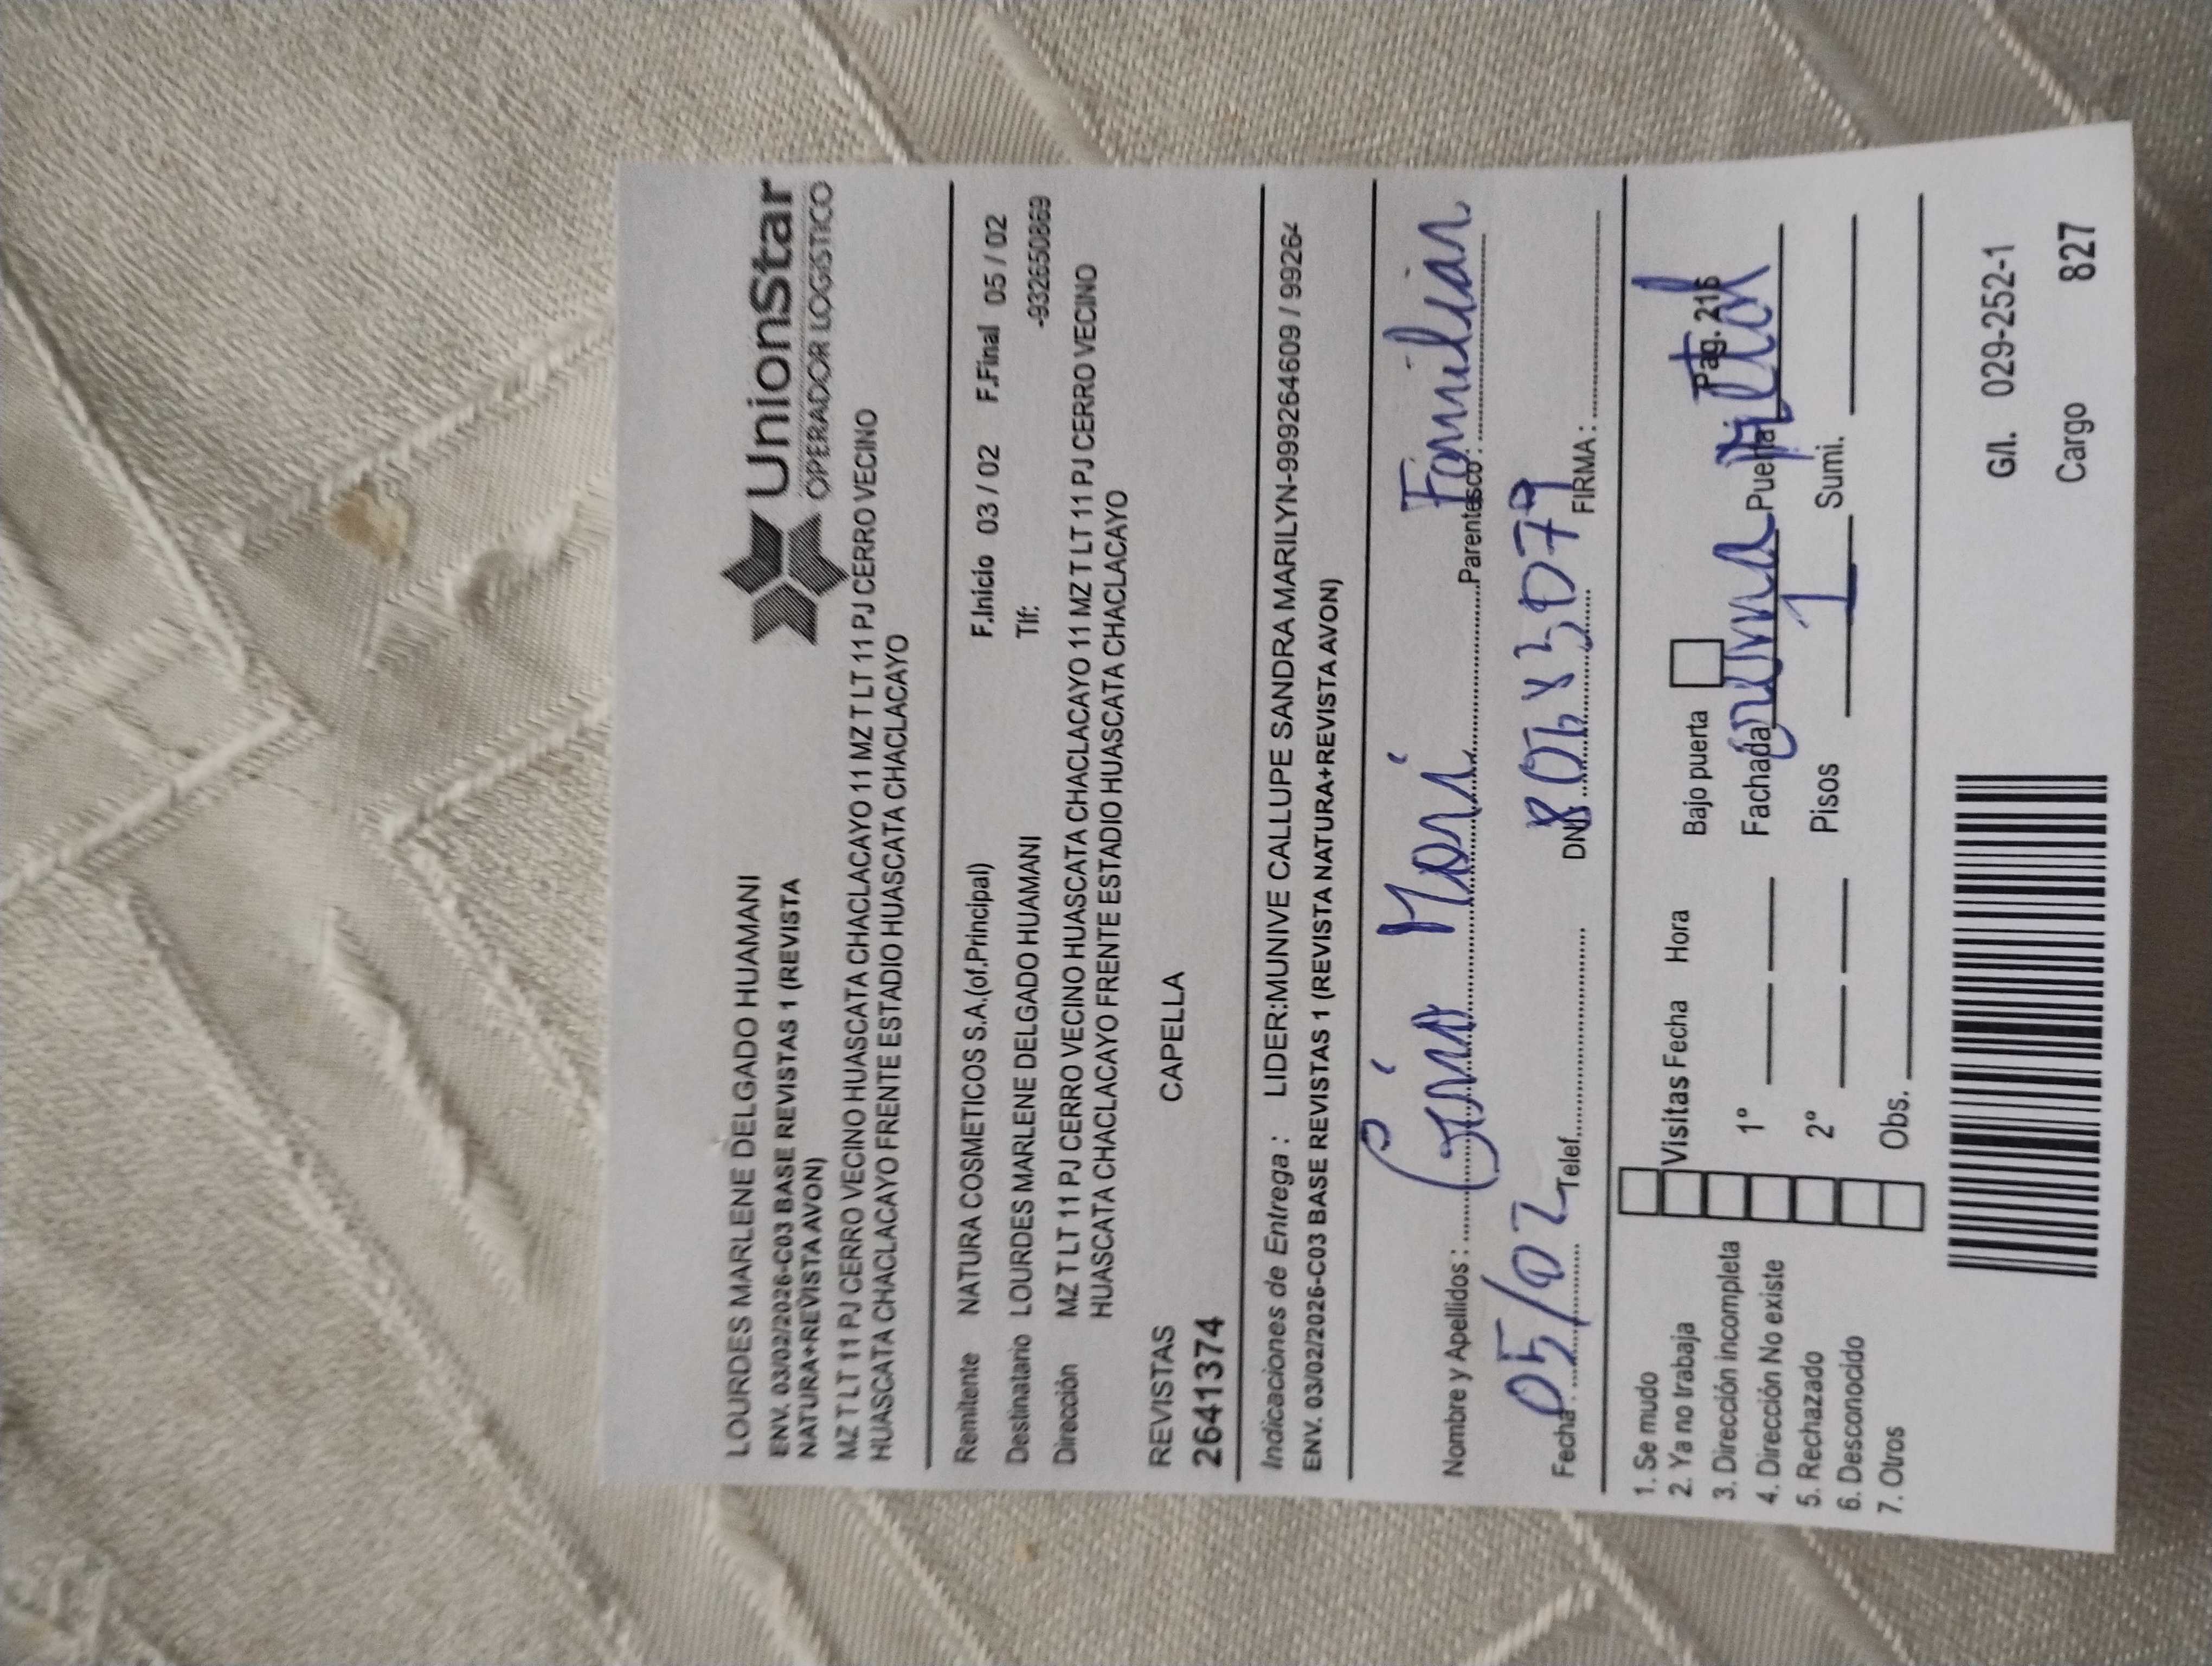 LOURDES MARLENE DELGADO HUAMANI
ENV. 03/02/2026-C03 BASE REVISTAS 1 (REVISTA
NATURA+REVISTA AVON)
UnionStar
OPERADOR LOGISTICO
MZ T LT 11 PJ CERRO VECINO HUASCATA CHACLACAYO 11 MZ T LT 11 PJ CERRO VECINO
HUASCATA CHACLACAYO FRENTE ESTADIO HUASCATA CHACLACAYO
Remitente NATURA COSMETICOS S.A.(of.Principal) F.Inicio 03 / 02 F.Final 05 / 02
Destinatario LOURDES MARLENE DELGADO HUAMANI Tlf: -932650869
Dirección MZ T LT 11 PJ CERRO VECINO HUASCATA CHACLACAYO 11 MZ T LT 11 PJ CERRO VECINO
HUASCATA CHACLACAYO FRENTE ESTADIO HUASCATA CHACLACAYO
REVISTAS CAPELLA
2641374
Indicaciones de Entrega : LIDER:MUNIVE CALLUPE SANDRA MARILYN-999264609 / 99264
ENV. 03/02/2026-C03 BASE REVISTAS 1 (REVISTA NATURA+REVISTA AVON)
Nombre y Apellidos : Gino Mori Parentesco : Familiar
Fecha : 05/02 Telef. DNI FIRMA :
1. Se mudo
2. Ya no trabaja
3. Dirección incompleta
4. Dirección No existe
5. Rechazado
6. Desconocido
7. Otros
Visitas Fecha Hora
1º
2º
Obs.
Bajo puerta Pag. 216
Fachada Puerta
Pisos 1 Sumi.
G/I. 029-252-1
Cargo 827